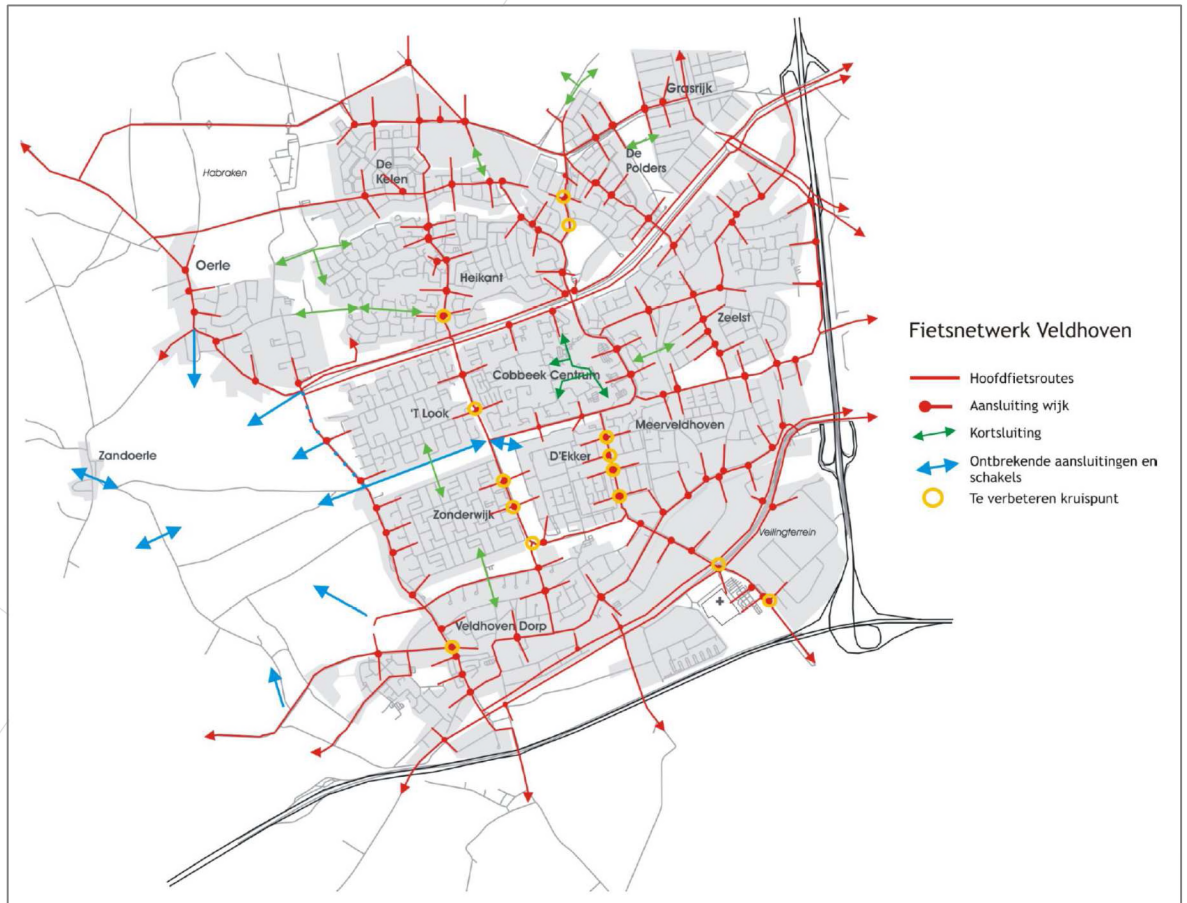 Grasrijk
De
Polders
De
Kelen
Habraken
Oerle
Heikant
Zeelst
Cobbeek Centrum
'T Look
Meerveldhoven
D'Ekker
Zandoerle
Zonderwijk
Veilingterrein
Veldhoven Dorp
Fietsnetwerk Veldhoven
Hoofdfietsroutes
Aansluiting wijk
Kortsluiting
Ontbrekende aansluitingen en
schakels
Te verbeteren kruispunt